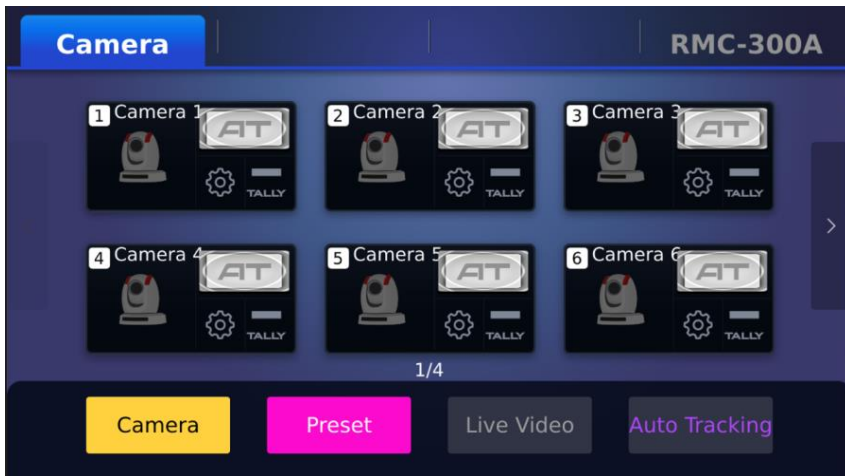 Camera RMC-300A
1 Camera 1 AT 2 Camera 2 AT 3 Camera 3 AT
TALLY TALLY TALLY
4 Camera 4 AT 5 Camera 5 AT 6 Camera 6 AT
TALLY TALLY TALLY
1/4
Camera Preset Live Video Auto Tracking